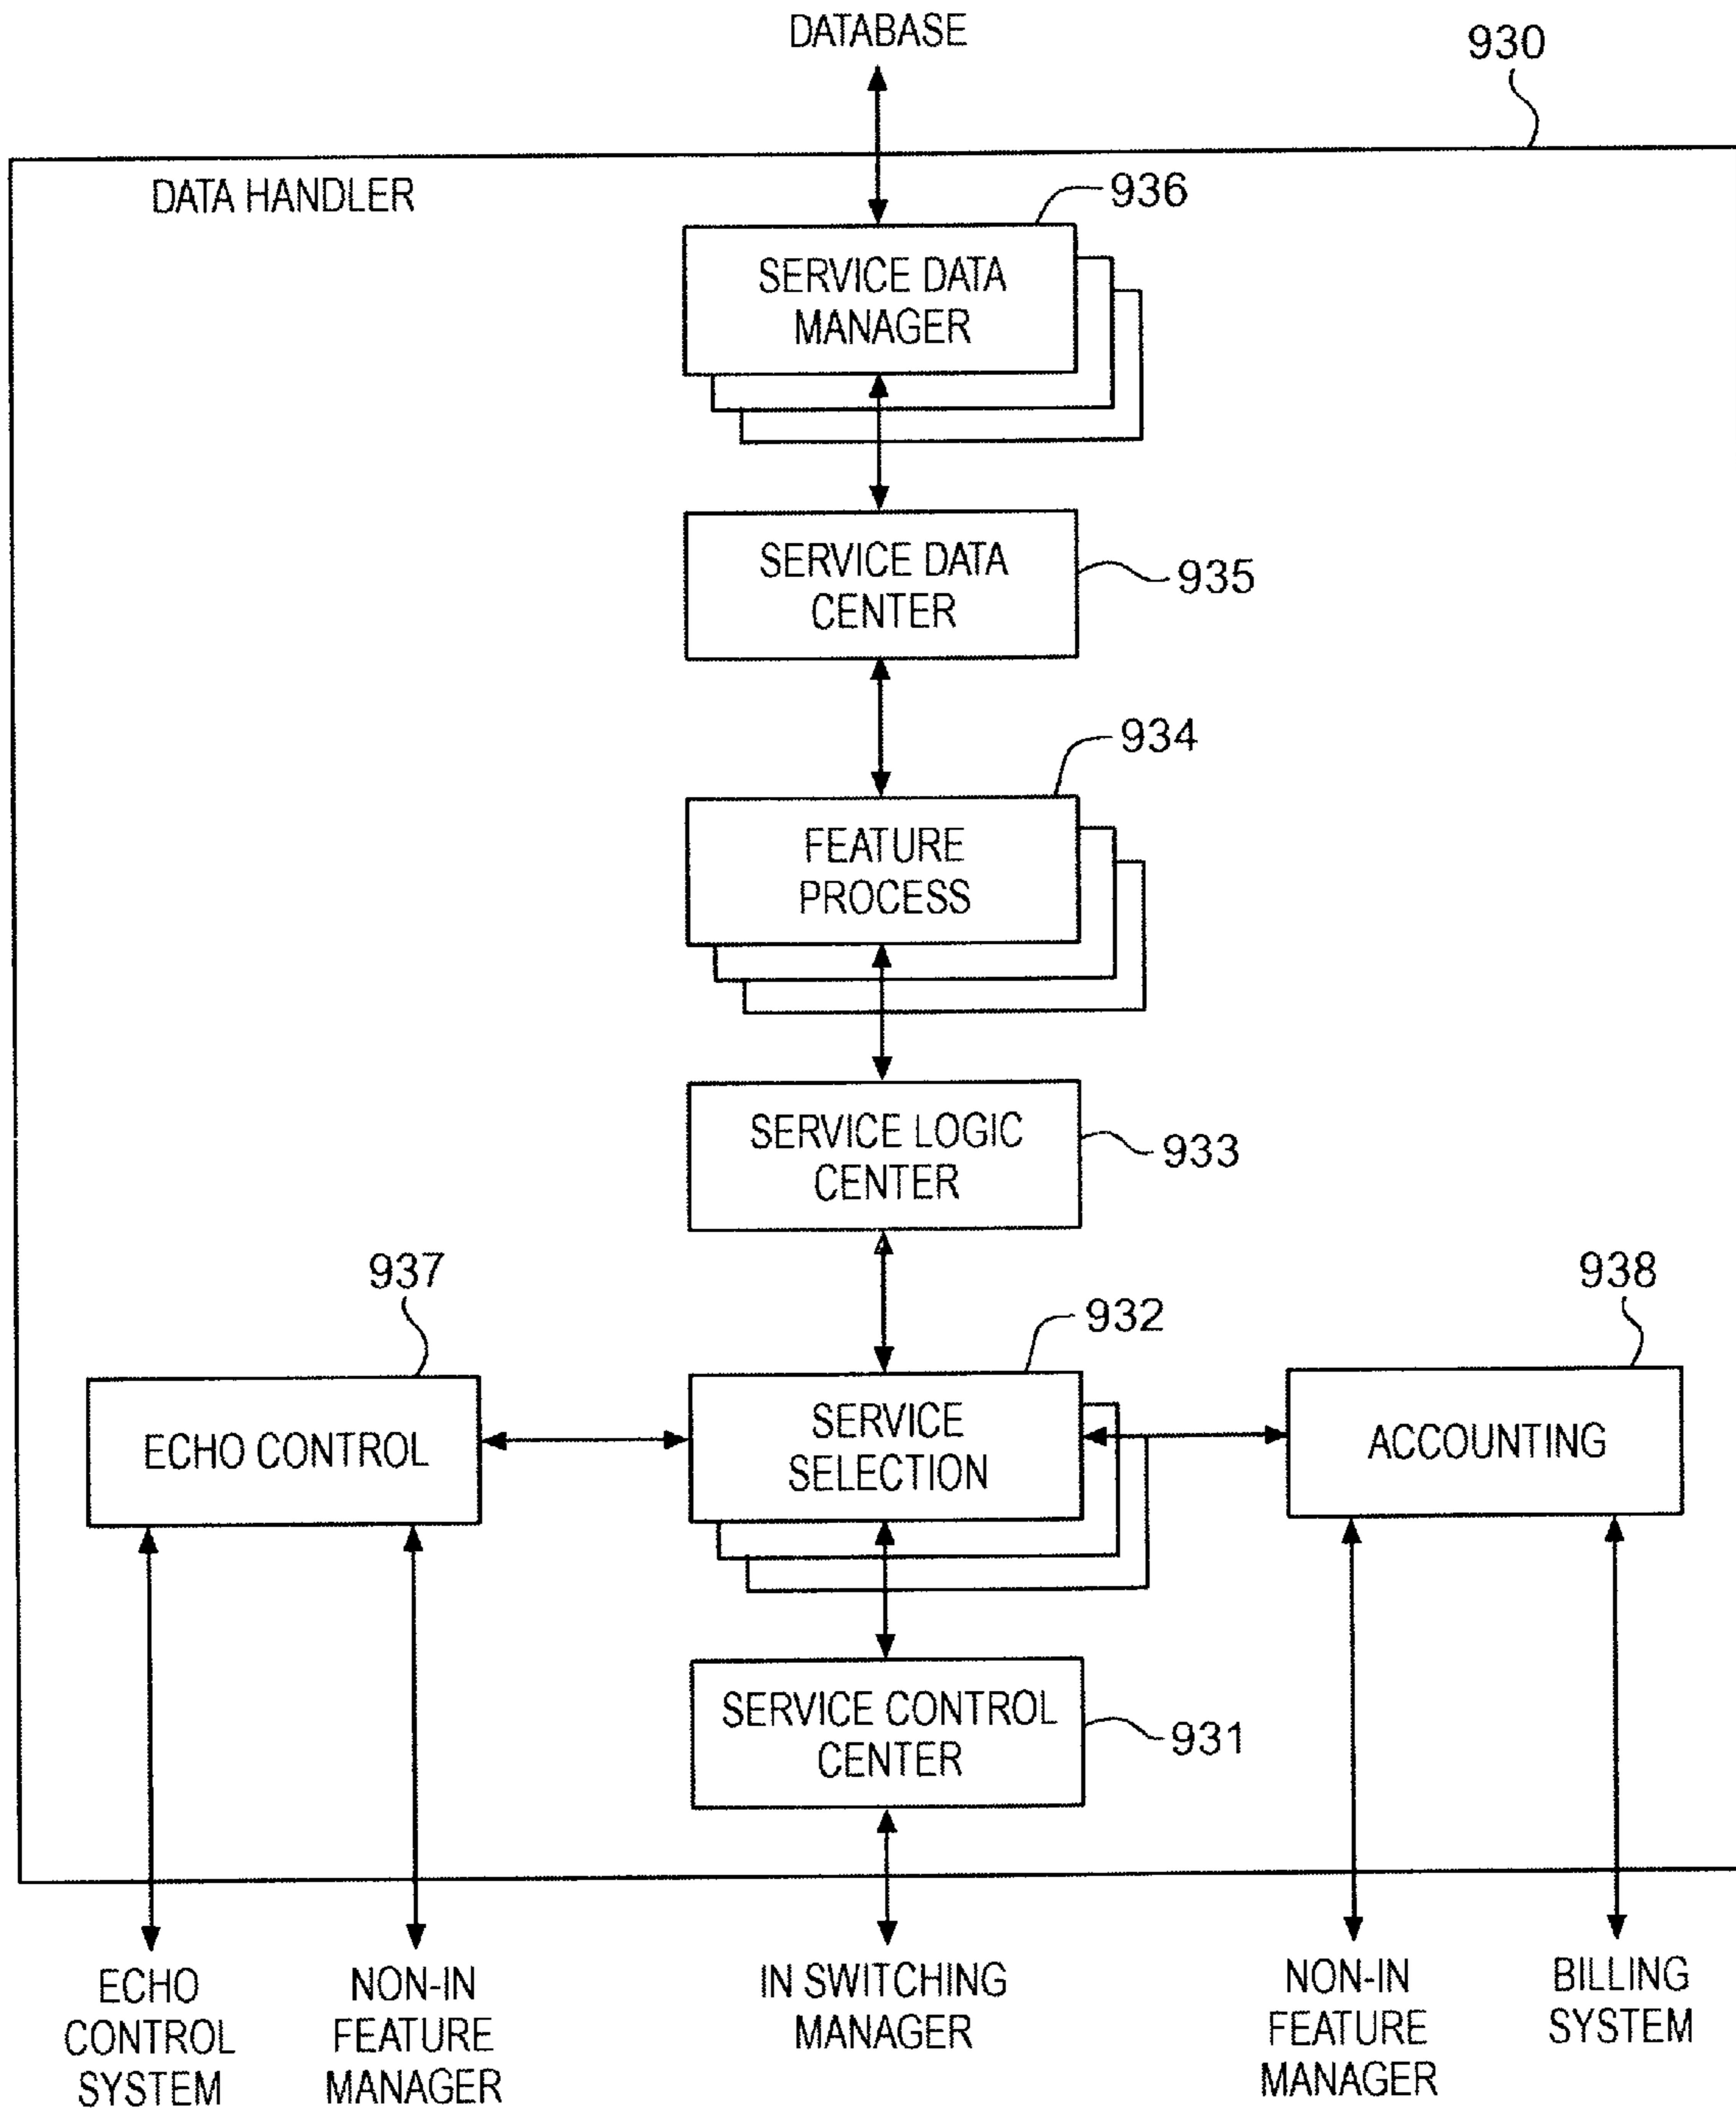 DATABASE
930
DATA HANDLER
936
SERVICE DATA
MANAGER
SERVICE DATA
CENTER
935
934
FEATURE
PROCESS
SERVICE LOGIC
CENTER
933
937
938
932
ECHO CONTROL
SERVICE
SELECTION
ACCOUNTING
SERVICE CONTROL
CENTER
931
ECHO
CONTROL
SYSTEM
NON-IN
FEATURE
MANAGER
IN SWITCHING
MANAGER
NON-IN
FEATURE
MANAGER
BILLING
SYSTEM